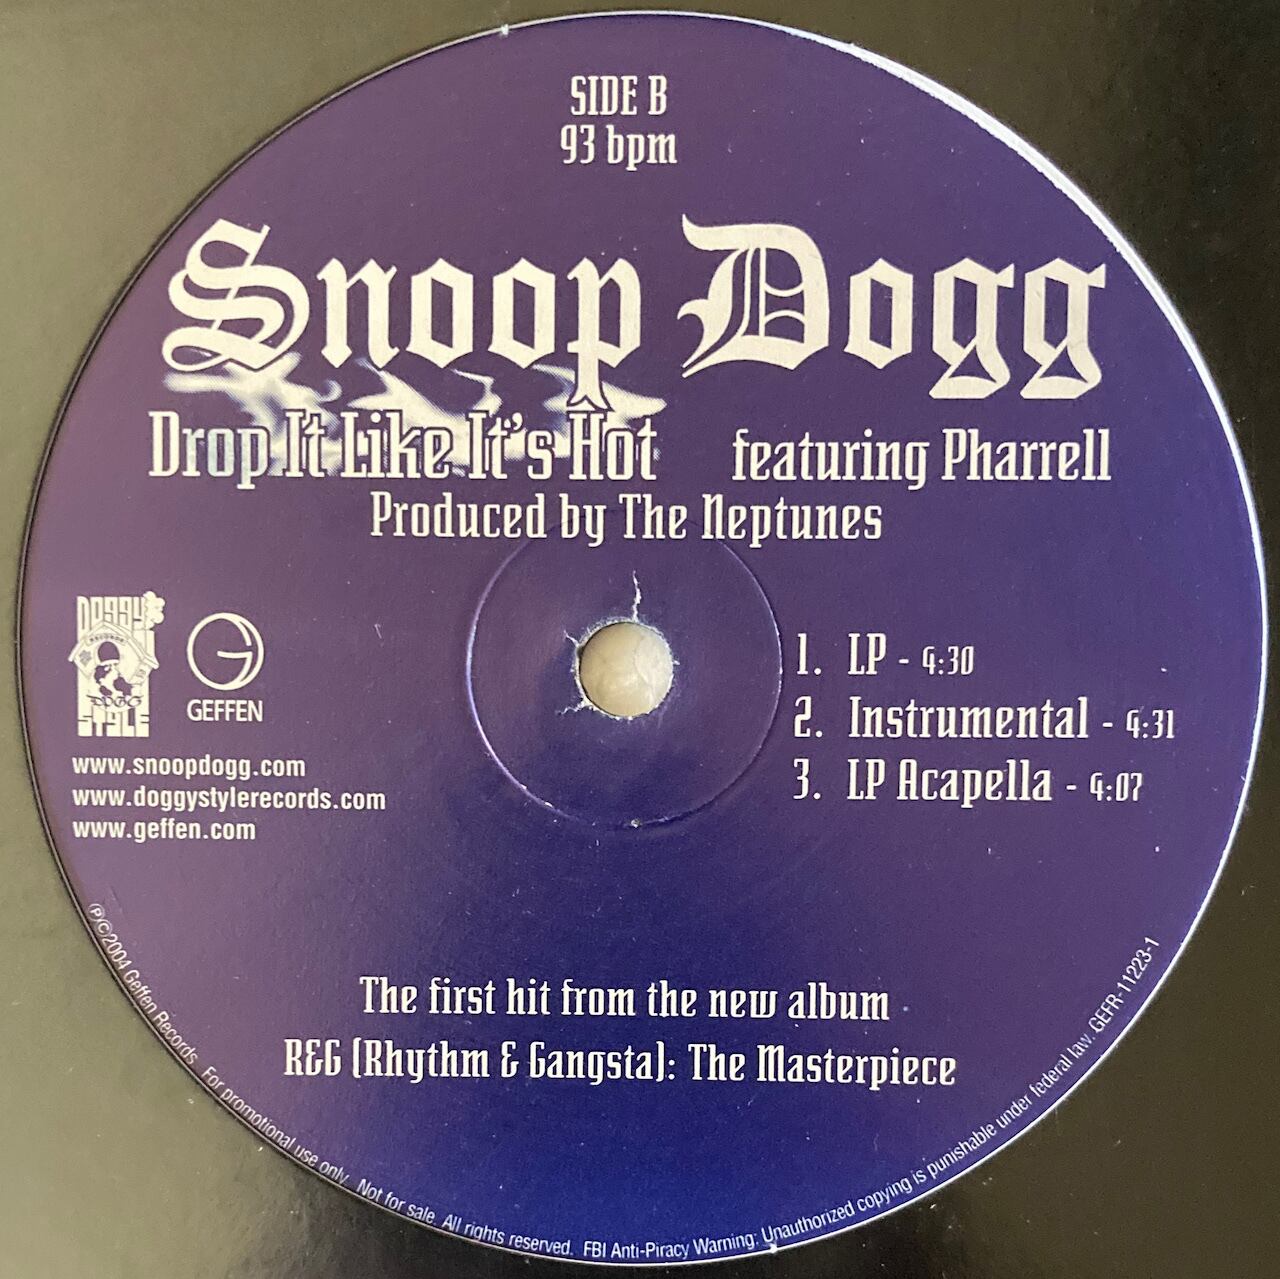 SIDE B
93 bpm
Snoop Dogg
Drop It Like It's Hot featuring Pharrell
Produced by The Neptunes
DOGGY
RECORDS
DOGG
STYLE
GEFFEN
1. LP - 4:30
2. Instrumental - 4:31
3. LP Acapella - 4:07
www.snoopdogg.com
www.doggystylerecords.com
www.geffen.com
The first hit from the new album
R&G (Rhythm & Gangsta): The Masterpiece
℗©2004 Geffen Records. For promotional use only. Not for sale. All rights reserved. FBI Anti-Piracy Warning: Unauthorized copying is punishable under federal law. GEFR-11223-1